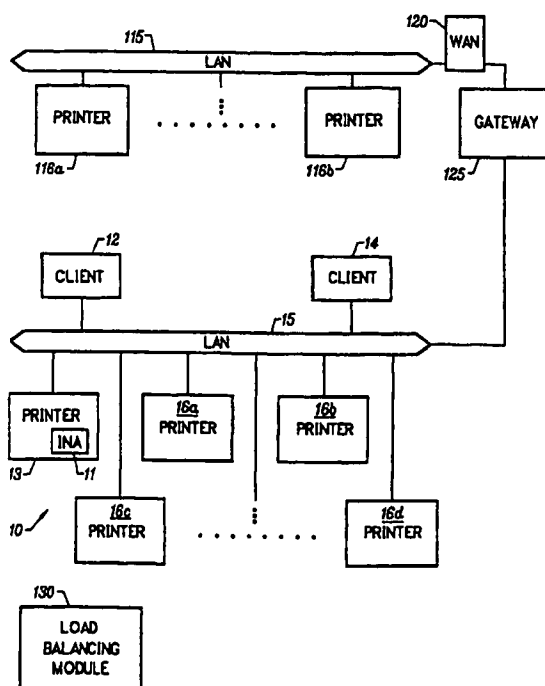 115
120
WAN
LAN
PRINTER
PRINTER
GATEWAY
116a
116b
125
12
14
CLIENT
CLIENT
15
LAN
PRINTER
INA
13
11
16a
PRINTER
16b
PRINTER
10
16c
PRINTER
16d
PRINTER
130
LOAD
BALANCING
MODULE